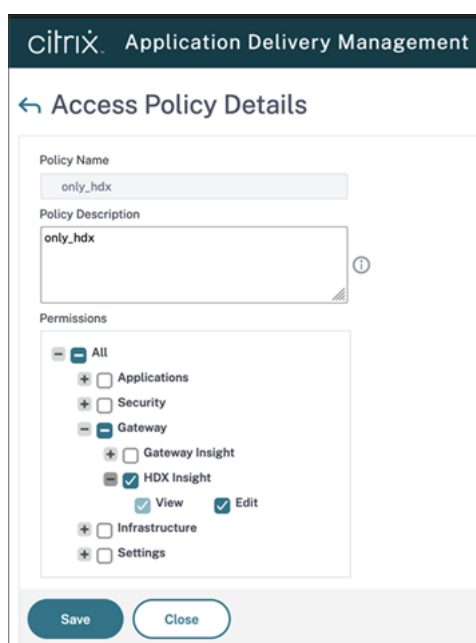 citrix. Application Delivery Management
Access Policy Details
Policy Name
only_hdx
Policy Description
only_hdx
Permissions
All
Applications
Security
Gateway
Gateway Insight
HDX Insight
View Edit
Infrastructure
Settings
Save Close